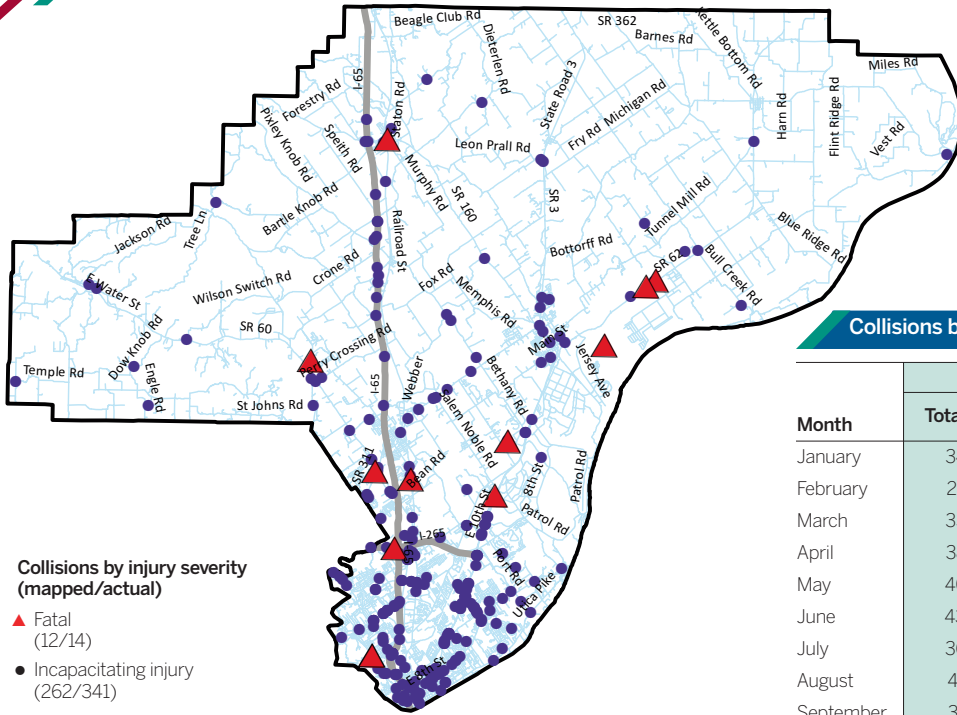 Beagle Club Rd
SR 362
Kettle Bottom Rd
Barnes Rd
Dieterlen Rd
Miles Rd
I-65
Forestry Rd
Staton Rd
State Road 3
Harn Rd
Flint Ridge Rd
Pixley Knob Rd
Speith Rd
Leon Prall Rd
Fry Rd
Michigan Rd
Vest Rd
Murphy Rd
SR 160
Bartle Knob Rd
Tree Ln
Jackson Rd
Railroad St
SR 3
Tunnel Mill Rd
Blue Ridge Rd
Bottorff Rd
SR 62
Bull Creek Rd
Crone Rd
Wilson Switch Rd
Fox Rd
E Water St
Memphis Rd
SR 60
Dow Knob Rd
Perry Crossing Rd
Main St
Jersey Ave
Temple Rd
Engle Rd
I-65
Webber
Bethany Rd
St Johns Rd
Salem Noble Rd
SR 311
Bean Rd
8th St
Patrol Rd
E 10th St
Patrol Rd
I-265
I-65
Port Rd
Utica Pike
E 8th St
Collisions by injury severity
(mapped/actual)
Fatal
(12/14)
Incapacitating injury
(262/341)
Collisions b
Month
Tota
January
February
March
April
May
June
July
August
September